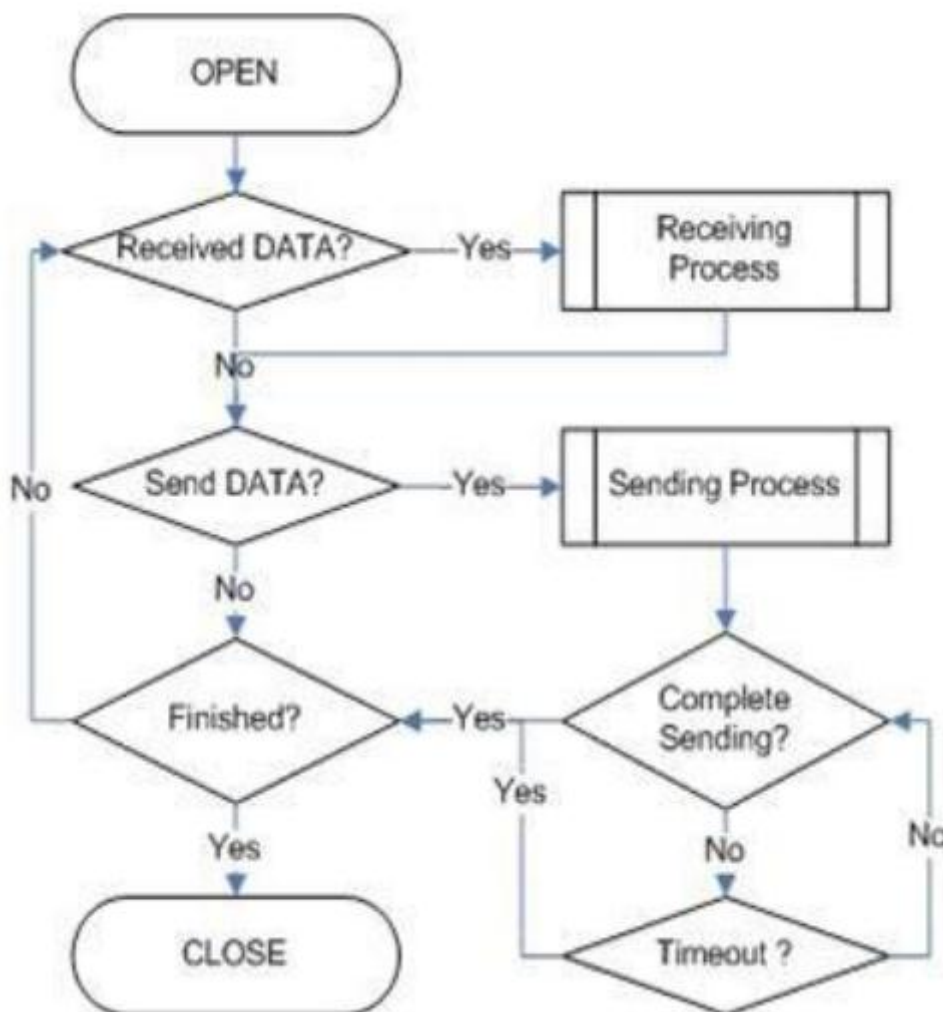 OPEN
Received DATA?
Yes
Receiving
Process
No
Send DATA?
Yes
Sending Process
No
No
Finished?
Yes
Complete
Sending?
Yes
Yes
No
No
CLOSE
Timeout ?